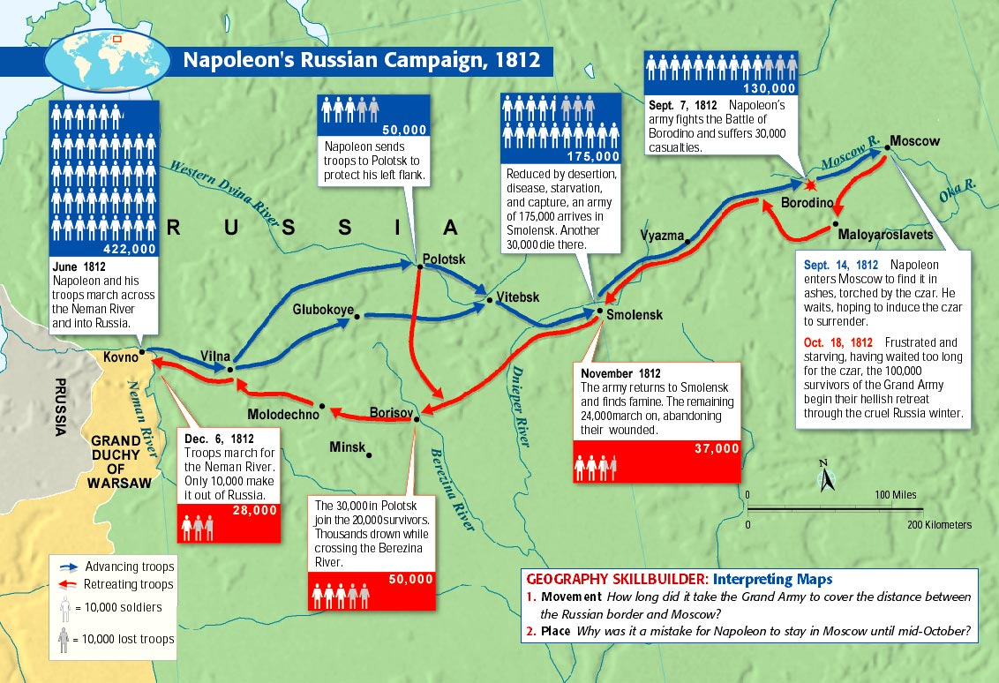 Napoleon's Russian Campaign, 1812
422,000
June 1812
Napoleon and his
troops march across
the Neman River
and into Russia.
50,000
Napoleon sends
troops to Polotsk to
protect his left flank.
175,000
Reduced by desertion,
disease, starvation,
and capture, an army
of 175,000 arrives in
Smolensk. Another
30,000 die there.
130,000
Sept. 7, 1812 Napoleon's
army fights the Battle of
Borodino and suffers 30,000
casualties.
Western Dvina River
RUSSIA
Moscow R.
Moscow
Oka R.
Borodino
Maloyaroslavets
Vyazma
Polotsk
Vitebsk
Glubokoye
Smolensk
Kovno
Vilna
Molodechno
Borisov
Minsk
Neman River
Dnieper River
Berezina River
PRUSSIA
GRAND
DUCHY
OF
WARSAW
Sept. 14, 1812 Napoleon
enters Moscow to find it in
ashes, torched by the czar. He
waits, hoping to induce the czar
to surrender.
Oct. 18, 1812 Frustrated and
starving, having waited too long
for the czar, the 100,000
survivors of the Grand Army
begin their hellish retreat
through the cruel Russia winter.
November 1812
The army returns to Smolensk
and finds famine. The remaining
24,000march on, abandoning
their wounded.
37,000
Dec. 6, 1812
Troops march for
the Neman River.
Only 10,000 make
it out of Russia.
28,000
The 30,000in Polotsk
join the 20,000survivors.
Thousands drown while
crossing the Berezina
River.
50,000
N
0 100 Miles
0 200 Kilometers
Advancing troops
Retreating troops
= 10,000 soldiers
= 10,000 lost troops
GEOGRAPHY SKILLBUILDER: Interpreting Maps
1. Movement How long did it take the Grand Army to cover the distance between
the Russian border and Moscow?
2. Place Why was it a mistake for Napoleon to stay in Moscow until mid-October?